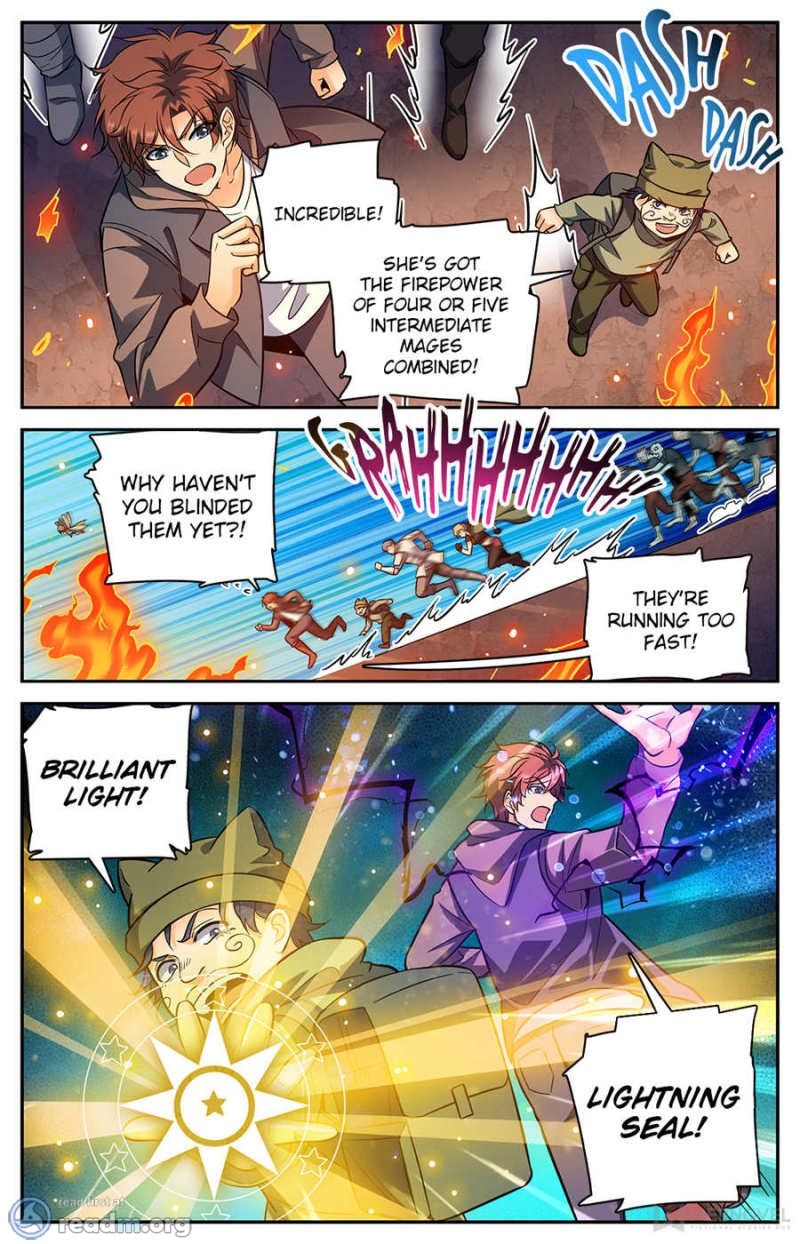 DASH
DASH
INCREDIBLE!
SHE'S GOT
THE FIREPOWER
OF FOUR OR FIVE
INTERMEDIATE
MAGES
COMBINED!
GRAHHHHHHHH!
WHY HAVEN'T
YOU BLINDED
THEM YET?!
THEY'RE
RUNNING TOO
FAST!
BRILLIANT
LIGHT!
LIGHTNING
SEAL!
*read first at
readm.org